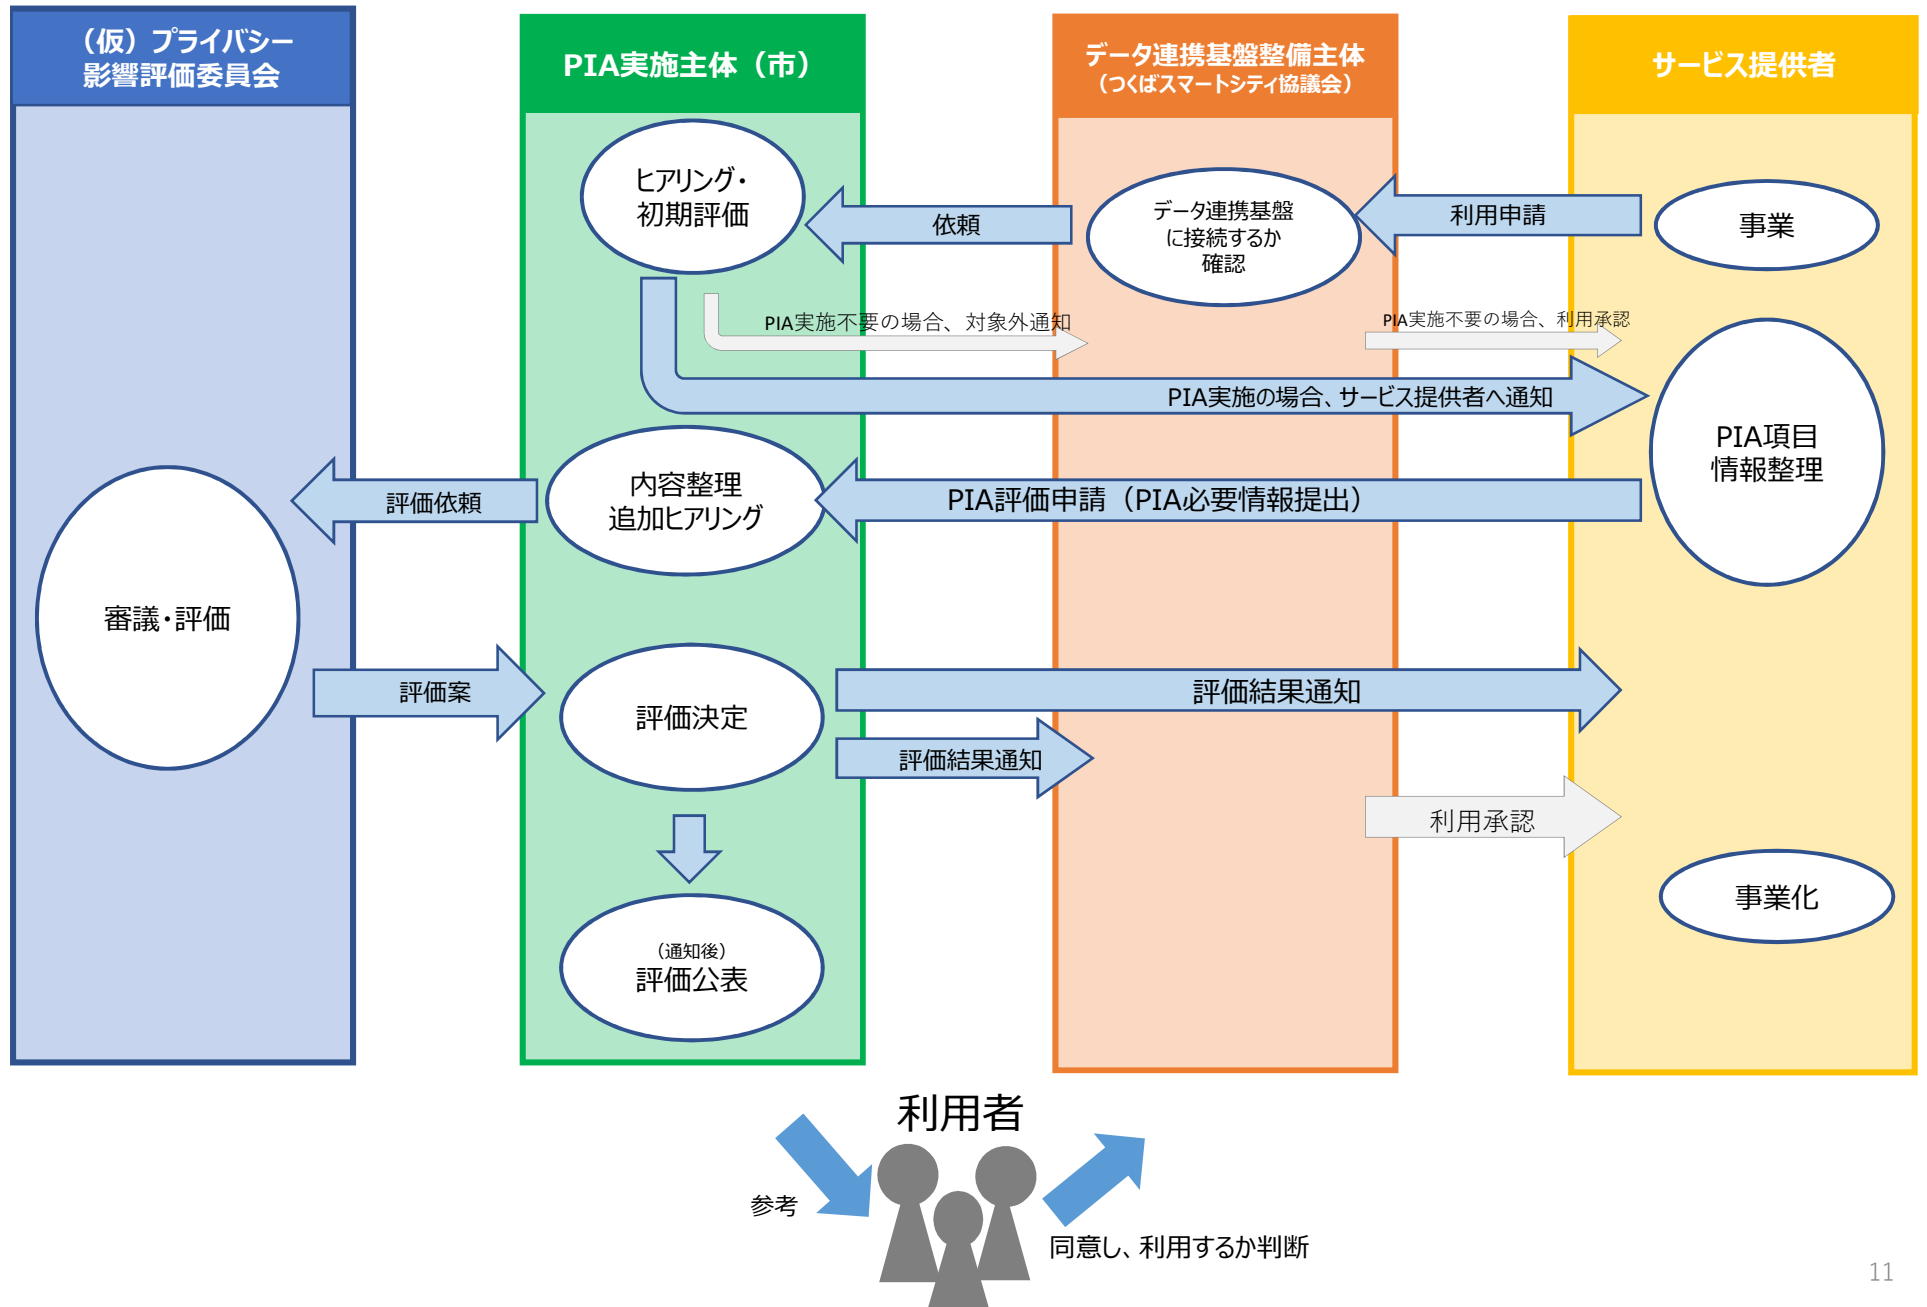 （仮）プライバシー
影響評価委員会
PIA実施主体（市）
データ連携基盤整備主体
（つくばスマートシティ協議会）
サービス提供者
ヒアリング・
初期評価
依頼
データ連携基盤
に接続するか
確認
利用申請
事業
PIA実施不要の場合、対象外通知
PIA実施不要の場合、利用承認
PIA実施の場合、サービス提供者へ通知
PIA項目
情報整理
評価依頼
内容整理
追加ヒアリング
PIA評価申請（PIA必要情報提出）
審議・評価
評価案
評価決定
評価結果通知
評価結果通知
利用承認
事業化
（通知後）
評価公表
利用者
参考
同意し、利用するか判断
11